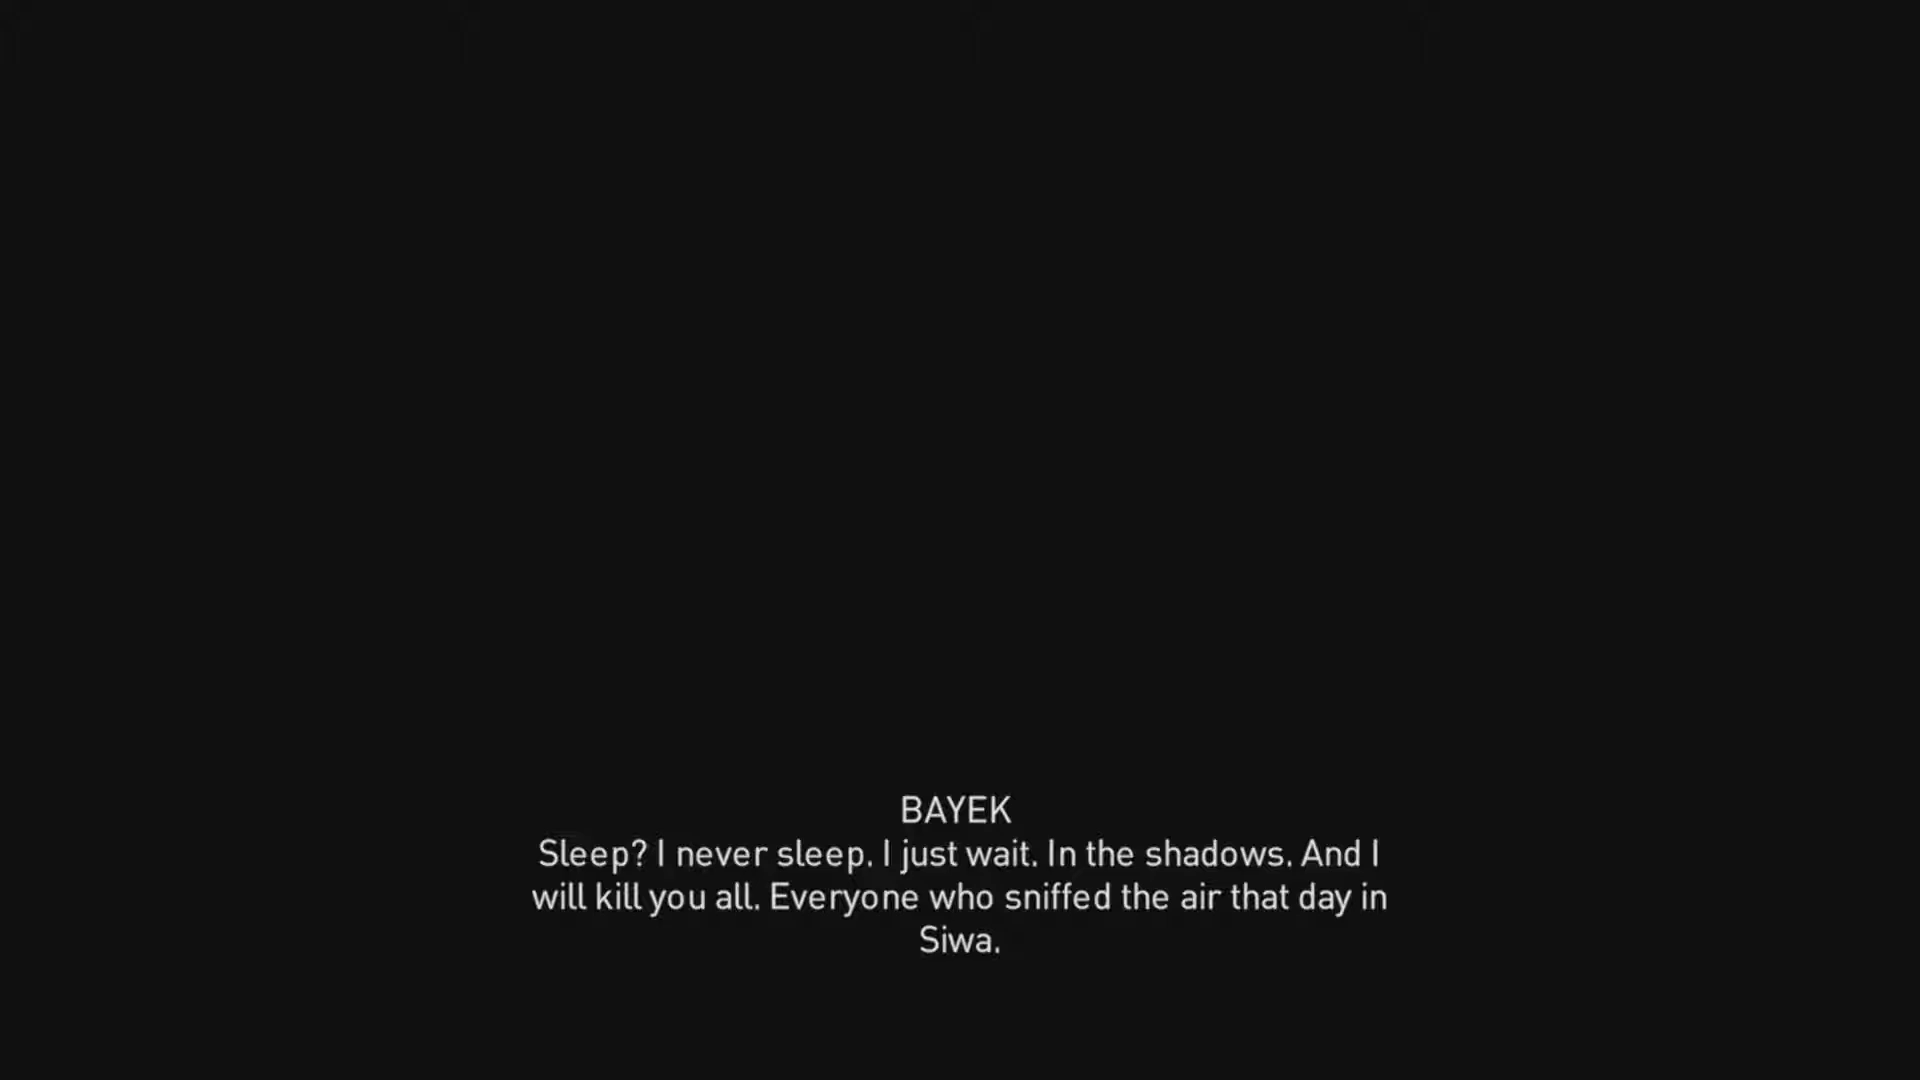 BAYEK
Sleep? I never sleep. I just wait. In the shadows. And I
will kill you all. Everyone who sniffed the air that day in
Siwa.